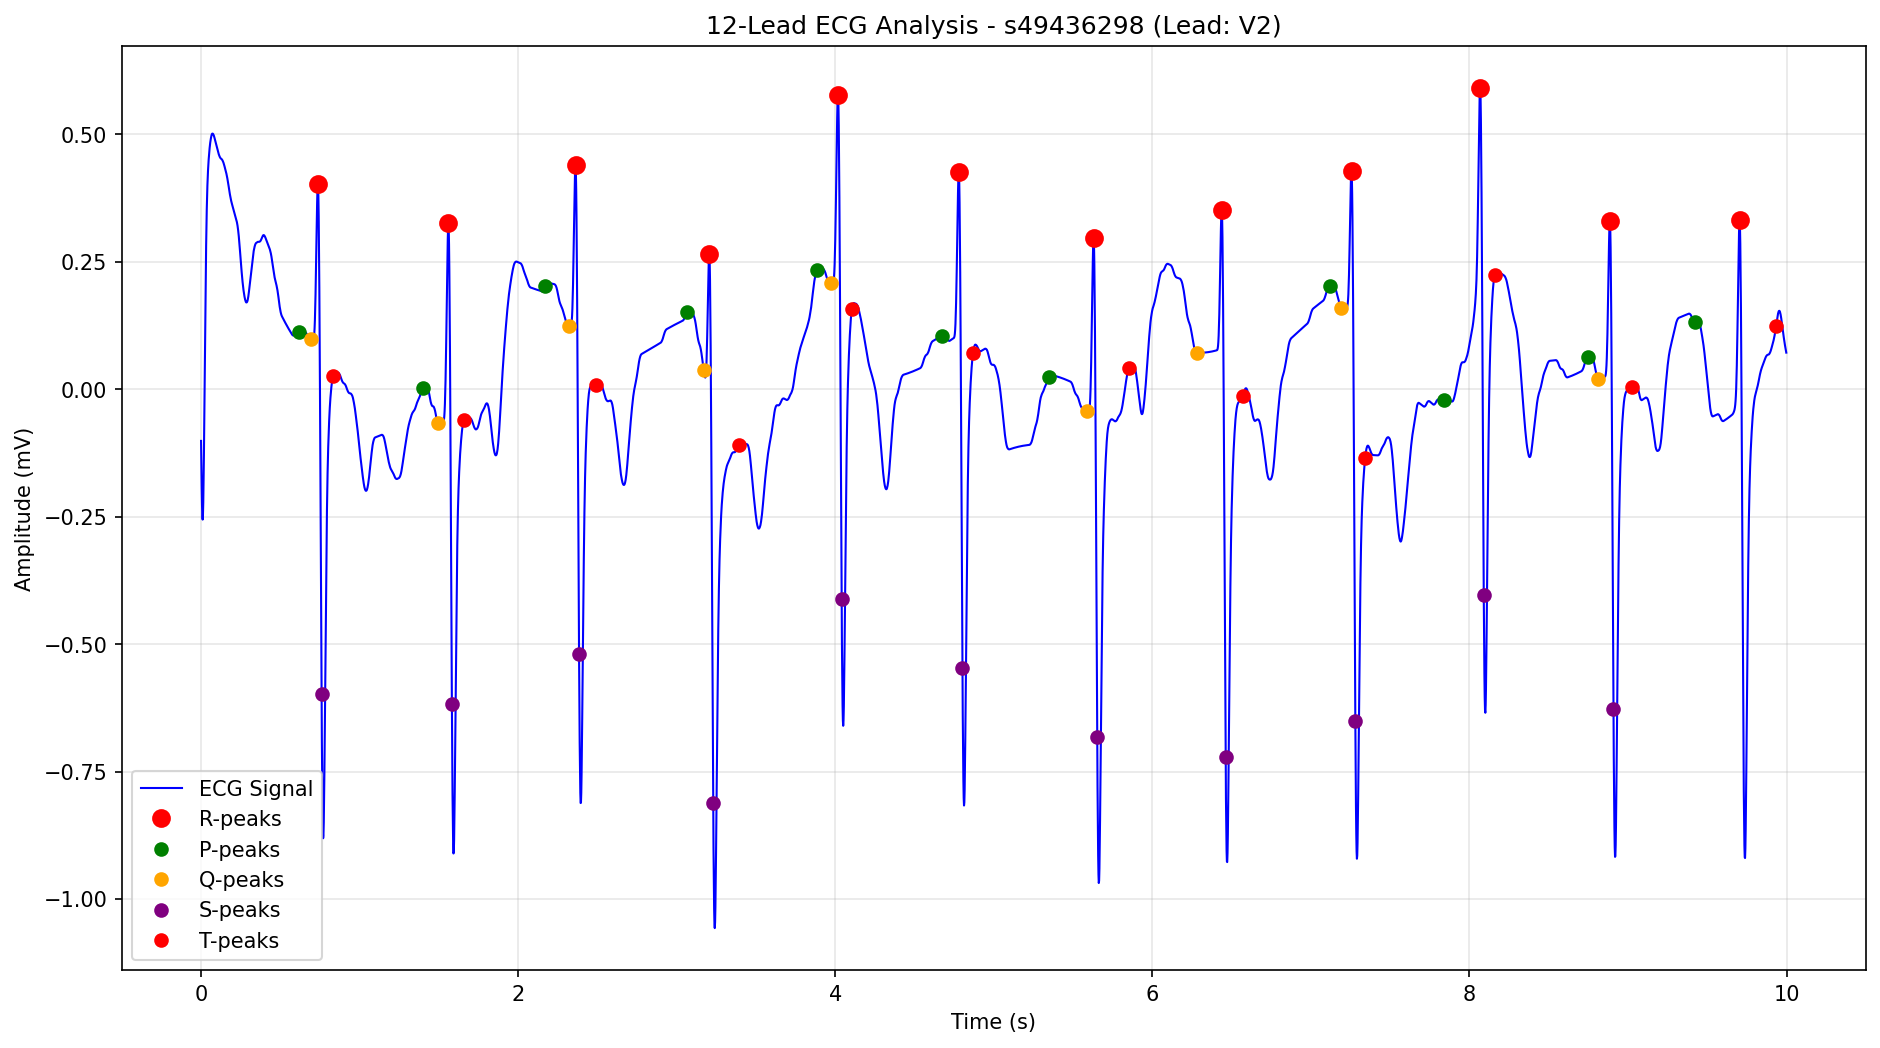 12-Lead ECG Analysis - s49436298 (Lead: V2)
Amplitude (mV)
0.50
0.25
0.00
−0.25
−0.50
−0.75
−1.00
ECG Signal
R-peaks
P-peaks
Q-peaks
S-peaks
T-peaks
0 2 4 6 8 10
Time (s)